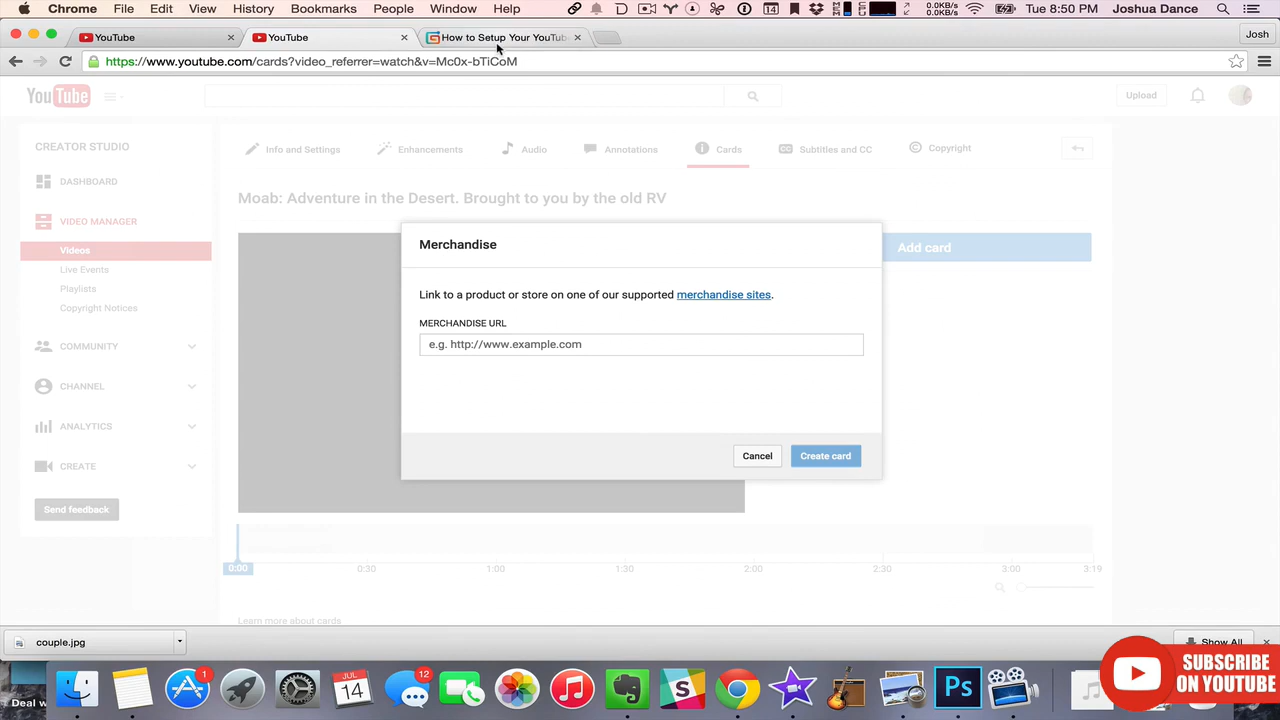 Chrome File Edit View History Bookmarks People Window Help 14 0.0KB/s 0.0KB/s Tue 8:50 PM Joshua Dance
YouTube YouTube How to Setup Your YouTub Josh
https://www.youtube.com/cards?video_referrer=watch&v=Mc0x-bTiCoM
YouTube Upload
CREATOR STUDIO Info and Settings Enhancements Audio Annotations Cards CC Subtitles and CC Copyright
DASHBOARD
Moab: Adventure in the Desert. Brought to you by the old RV
VIDEO MANAGER
Videos
Live Events
Playlists
Copyright Notices
COMMUNITY
CHANNEL
ANALYTICS
CREATE
Send feedback
Add card
Merchandise
Link to a product or store on one of our supported merchandise sites.
MERCHANDISE URL
e.g. http://www.example.com
Cancel Create card
0:00 0:30 1:00 1:30 2:00 2:30 3:00 3:19
Learn more about cards
couple.jpg Show All
1 JUL 14 12 S Ps
SUBSCRIBE
ON YOUTUBE
Deal w